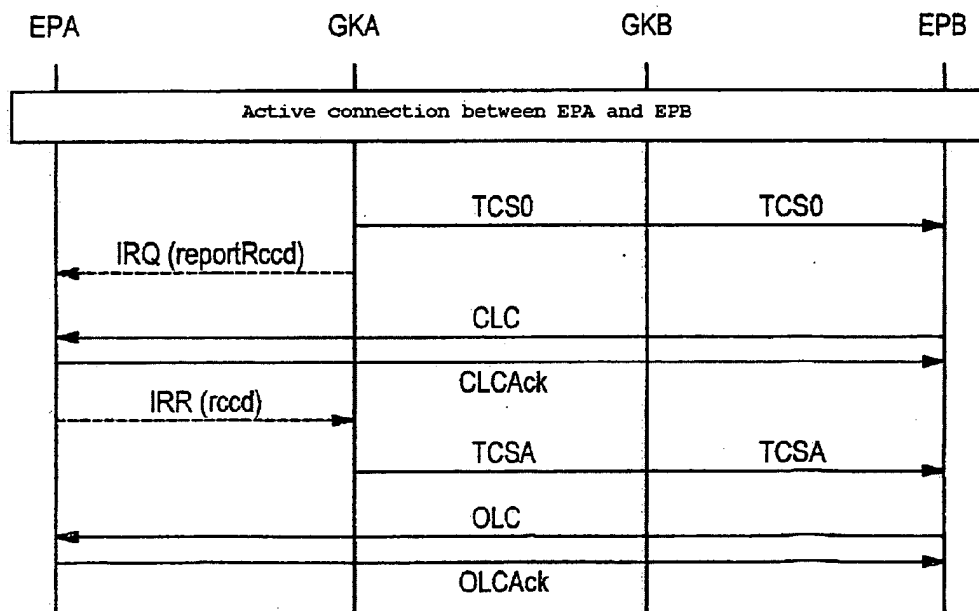 EPA GKA GKB EPB
Active connection between EPA and EPB
TCS0 TCS0
IRQ (reportRccd)
CLC
CLCAck
IRR (rccd)
TCSA TCSA
OLC
OLCAck